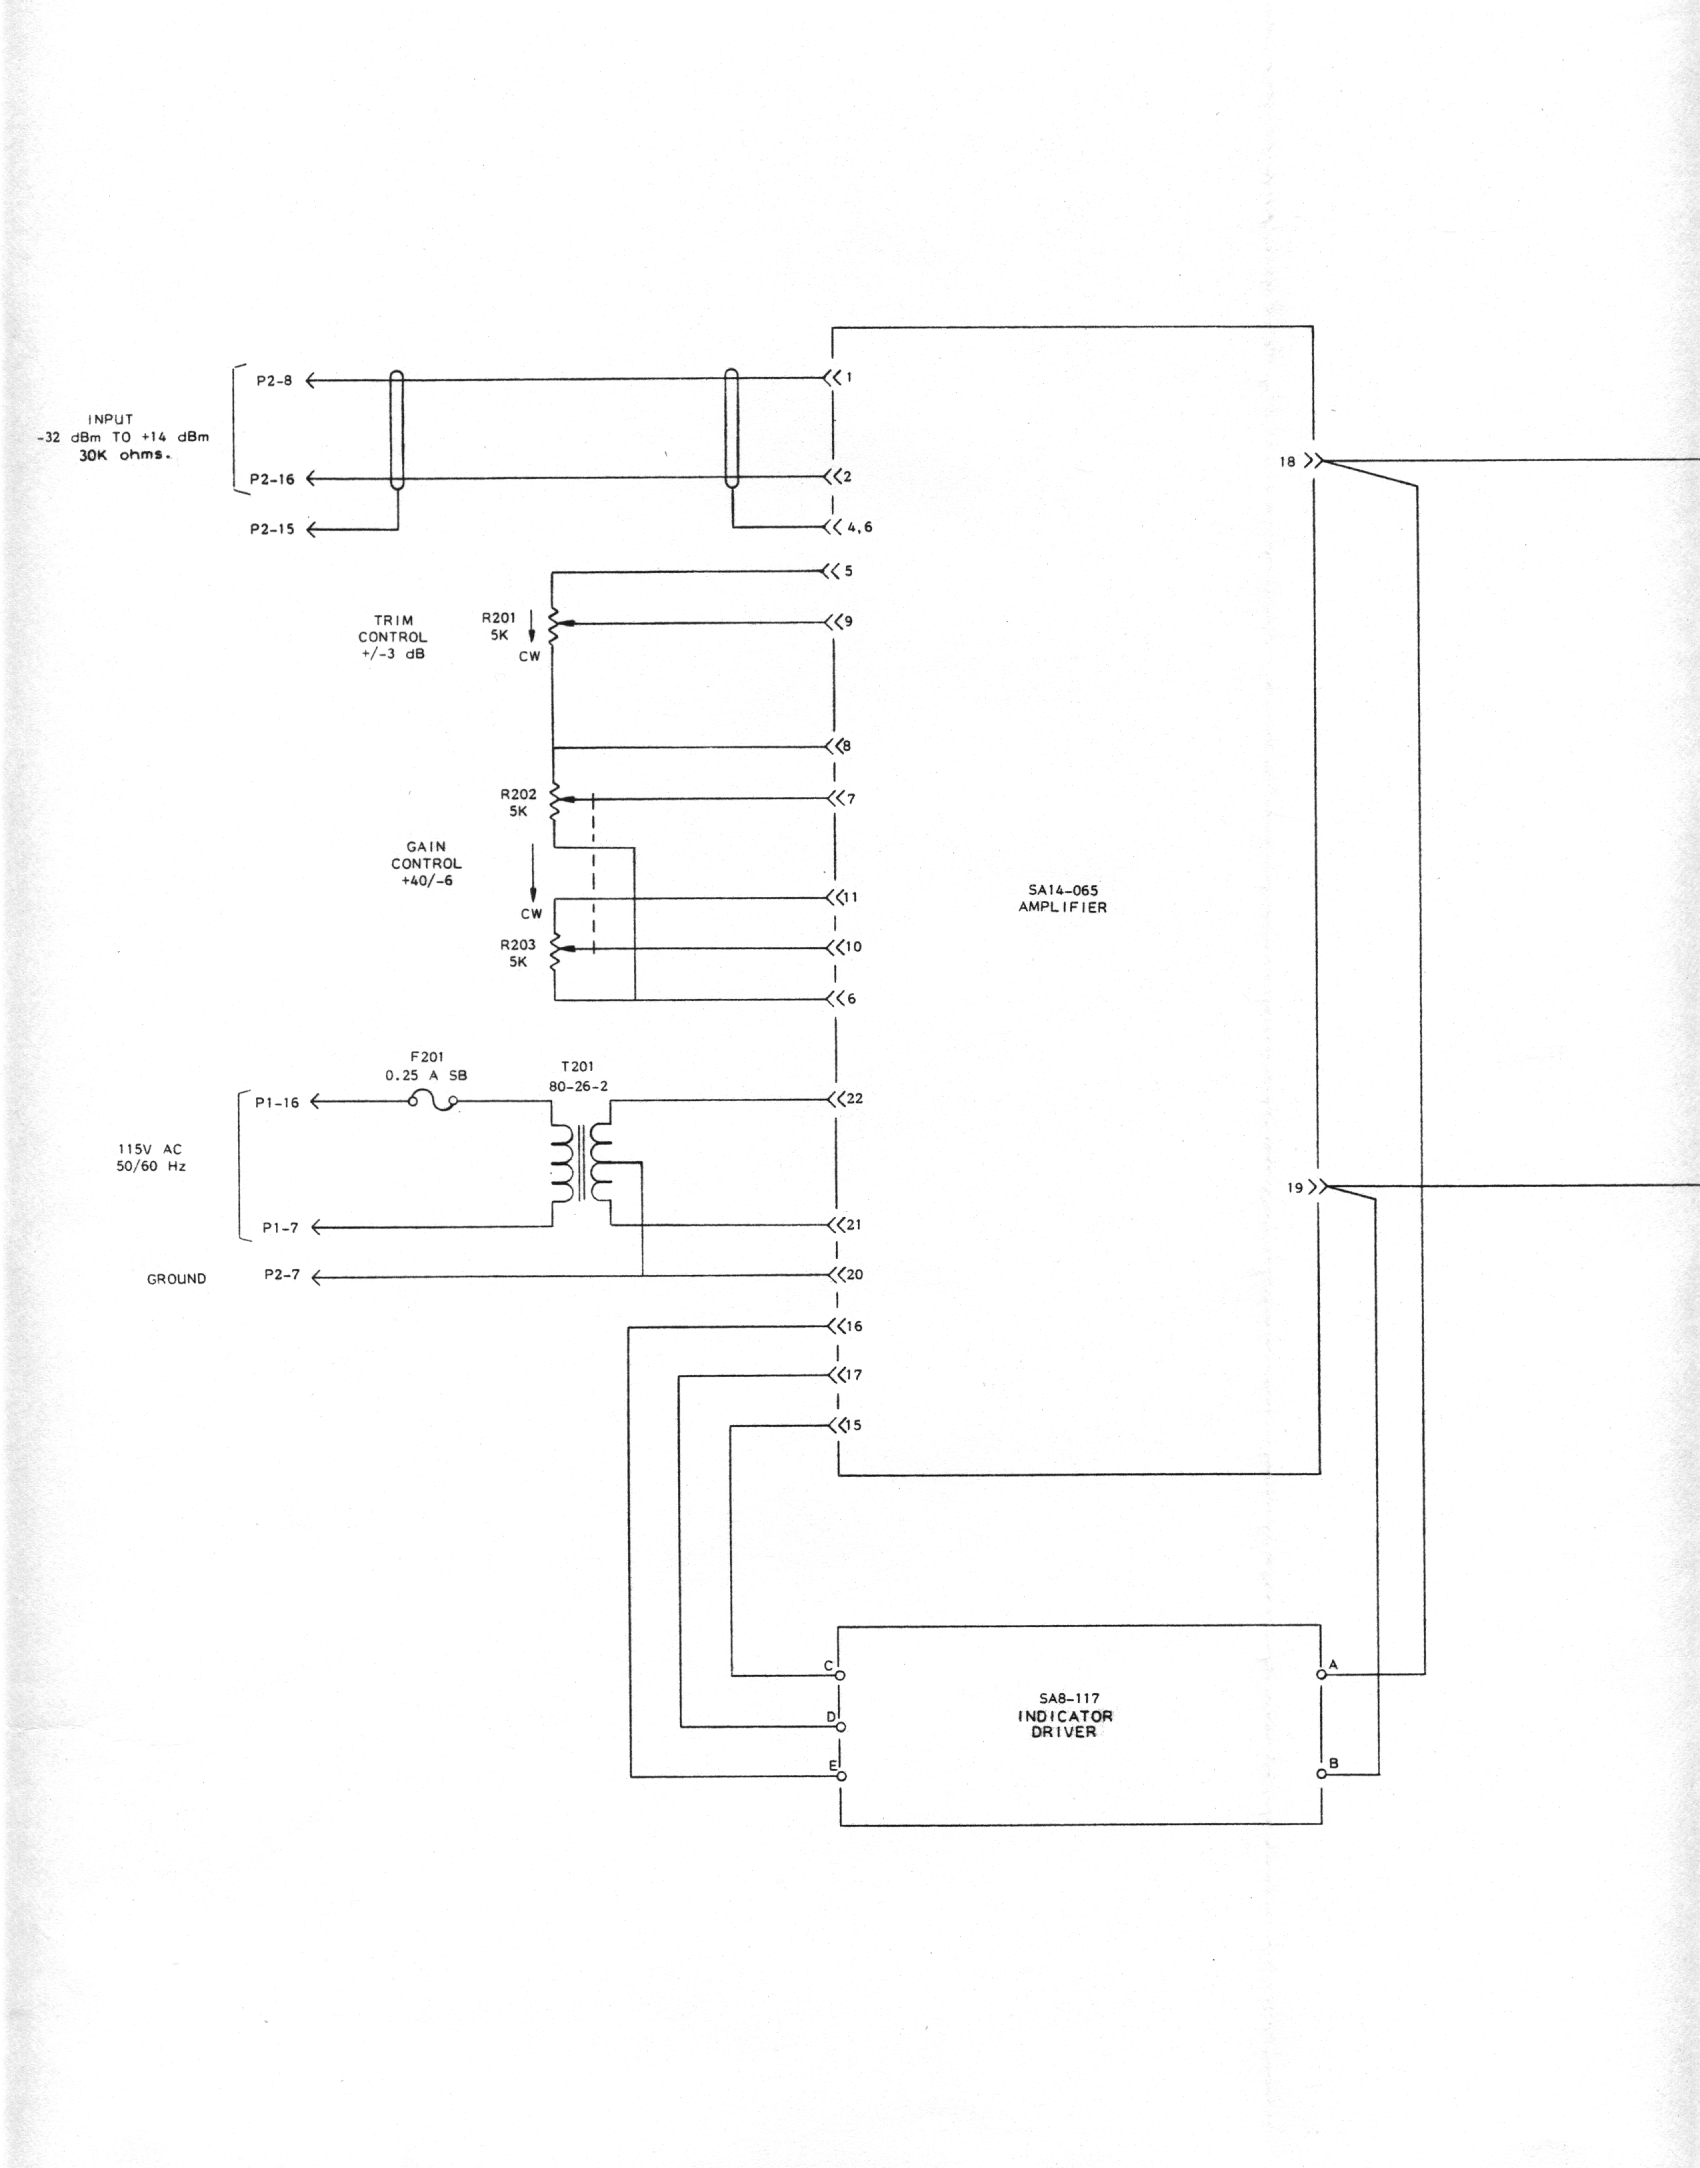 P2-8
INPUT
-32 dBm TO +14 dBm
30K ohms.
P2-16
P2-15
1
2
4,6
5
TRIM
CONTROL
+/-3 dB
R201
5K
CW
9
8
R202
5K
7
GAIN
CONTROL
+40/-6
CW
11
R203
5K
10
6
F201
0.25 A SB
T201
80-26-2
P1-16
22
115V AC
50/60 Hz
P1-7
21
GROUND
P2-7
20
16
17
15
SA14-065
AMPLIFIER
18
19
C
D
E
SA8-117
INDICATOR
DRIVER
A
B